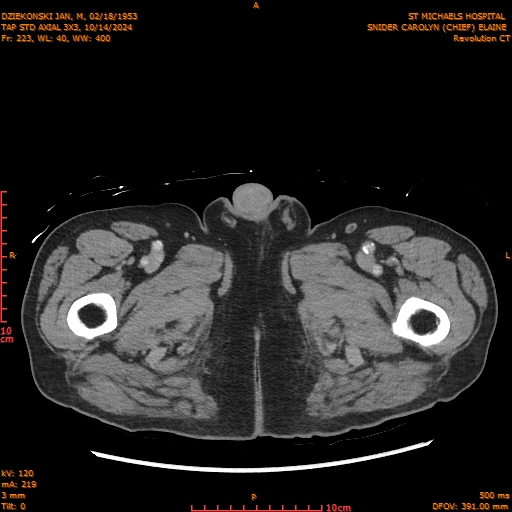 DZIEKONSKI JAN, M, 02/18/1953
TAP STD AXIAL 3X3, 10/14/2024
Fr: 223, WL: 40, WW: 400
A
ST MICHAELS HOSPITAL
SNIDER CAROLYN (CHIEF) ELAINE
Revolution CT
R
L
10
cm
kV: 120
mA: 219
3 mm
Tilt: 0
P
10cm
500 ms
DFOV: 391.00 mm